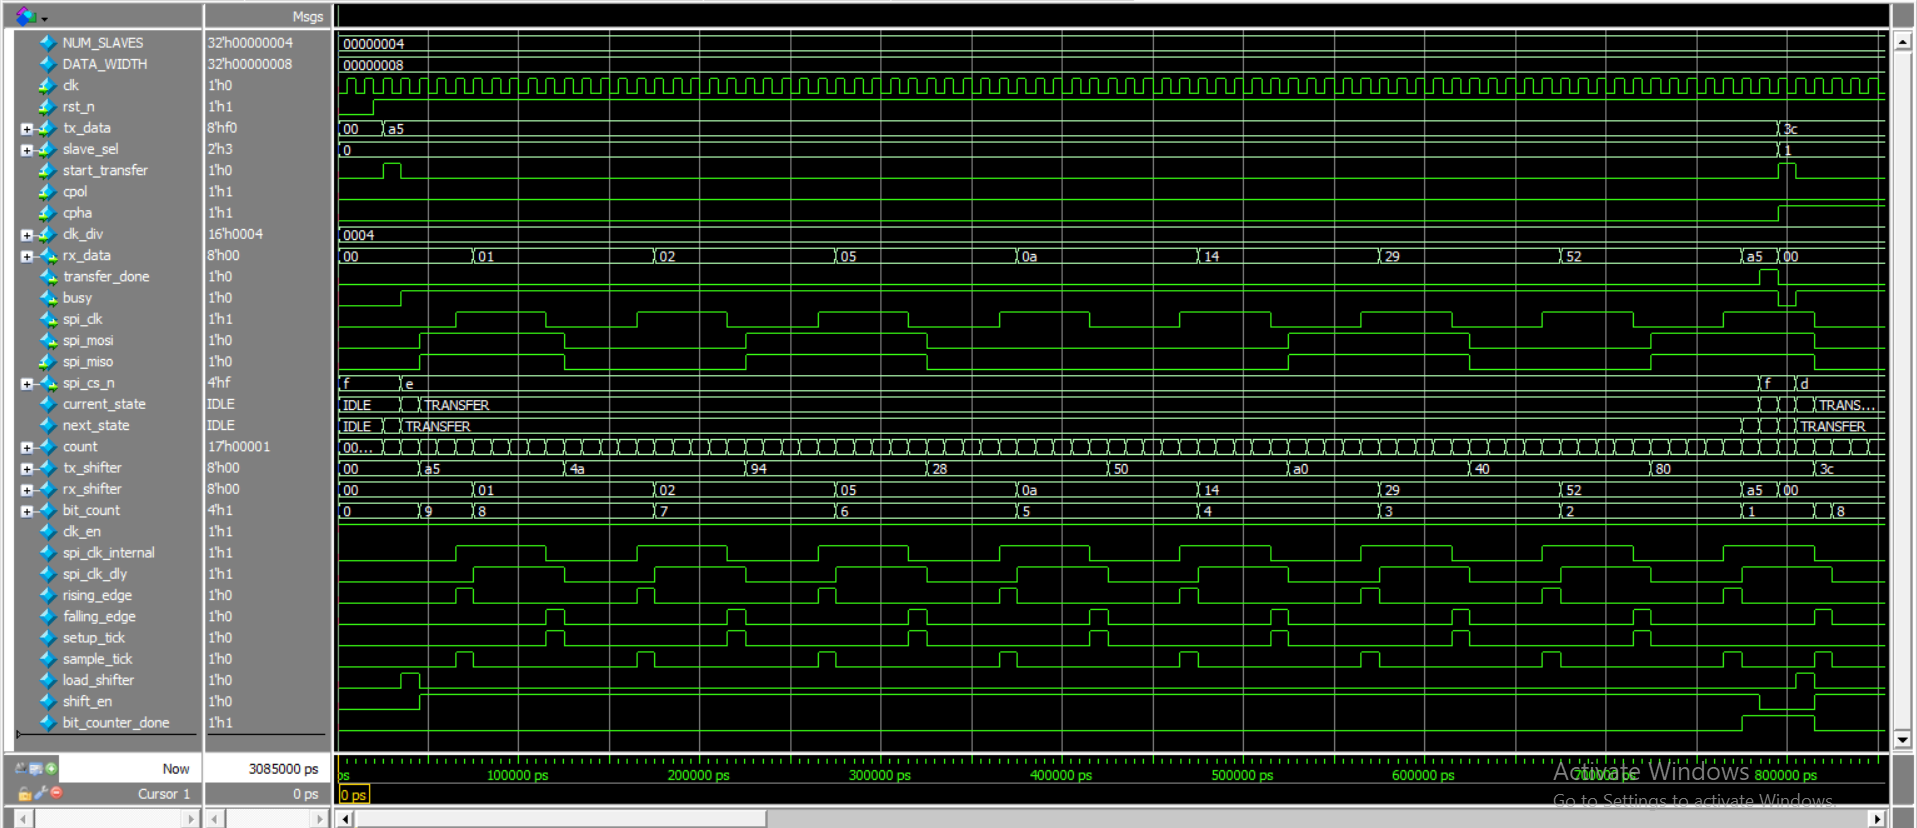 Msgs
NUM_SLAVES 32'h00000004 00000004
DATA_WIDTH 32'h00000008 00000008
clk 1'h0
rst_n 1'h1
tx_data 8'hf0 00 a5 3c
slave_sel 2'h3 0 1
start_transfer 1'h0
cpol 1'h1
cpha 1'h1
clk_div 16'h0004 0004
rx_data 8'h00 00 01 02 05 0a 14 29 52 a5 00
transfer_done 1'h0
busy 1'h0
spi_clk 1'h1
spi_mosi 1'h0
spi_miso 1'h0
spi_cs_n 4'hf f e f d
current_state IDLE IDLE TRANSFER TRANS...
next_state IDLE IDLE TRANSFER TRANSFER
count 17'h00001 00...
tx_shifter 8'h00 00 a5 4a 94 28 50 a0 40 80 3c
rx_shifter 8'h00 00 01 02 05 0a 14 29 52 a5 00
bit_count 4'h1 0 9 8 7 6 5 4 3 2 1 8
clk_en 1'h1
spi_clk_internal 1'h1
spi_clk_dly 1'h1
rising_edge 1'h0
falling_edge 1'h0
setup_tick 1'h0
sample_tick 1'h0
load_shifter 1'h0
shift_en 1'h0
bit_counter_done 1'h1
Now 3085000 ps ps 100000 ps 200000 ps 300000 ps 400000 ps 500000 ps 600000 ps 700000 ps 800000 ps
Cursor 1 0 ps 0 ps
Activate Windows
Go to Settings to activate Windows.